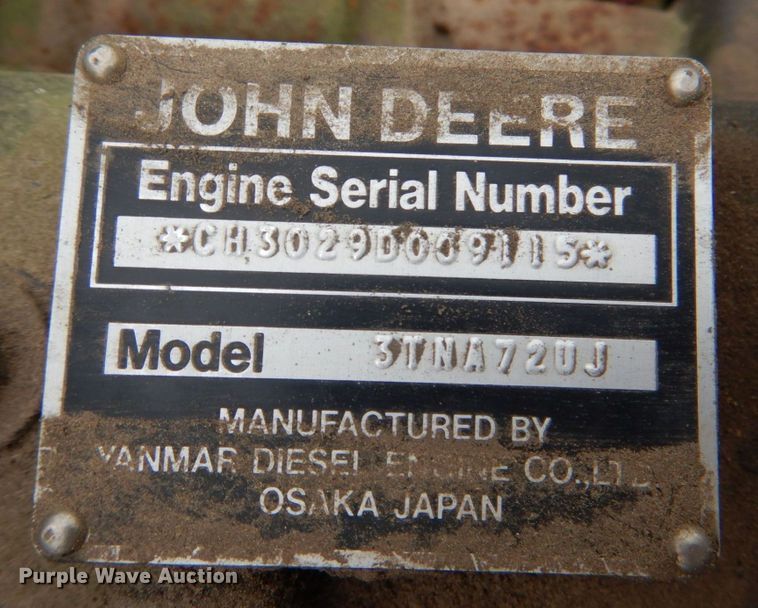 JOHN DEERE
Engine Serial Number
*CH3029D009115*
Model 3TNA72UJ
MANUFACTURED BY
YANMAR DIESEL ENGINE CO.,LTD.
OSAKA JAPAN
Purple Wave Auction